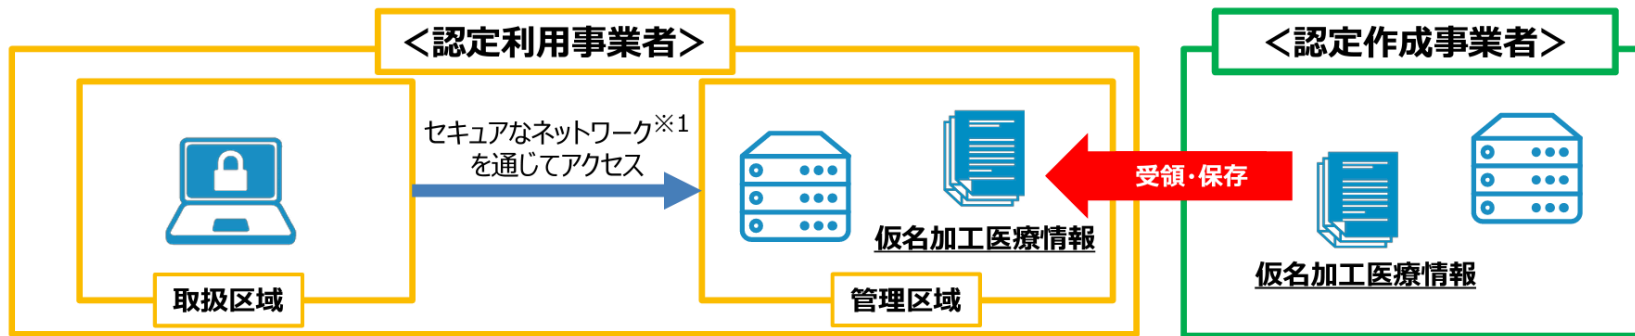 ＜認定利用事業者＞
＜認定作成事業者＞
セキュアなネットワーク※1
を通じてアクセス
受領・保存
仮名加工医療情報
仮名加工医療情報
取扱区域
管理区域